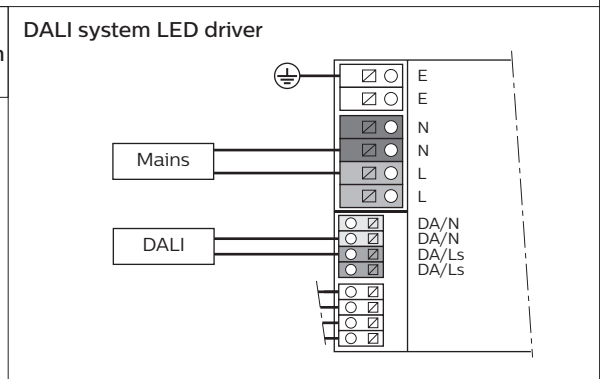 DALI system LED driver
n
E
E
N
Mains
N
L
L
DA/N
DALI
DA/N
DA/Ls
DA/Ls